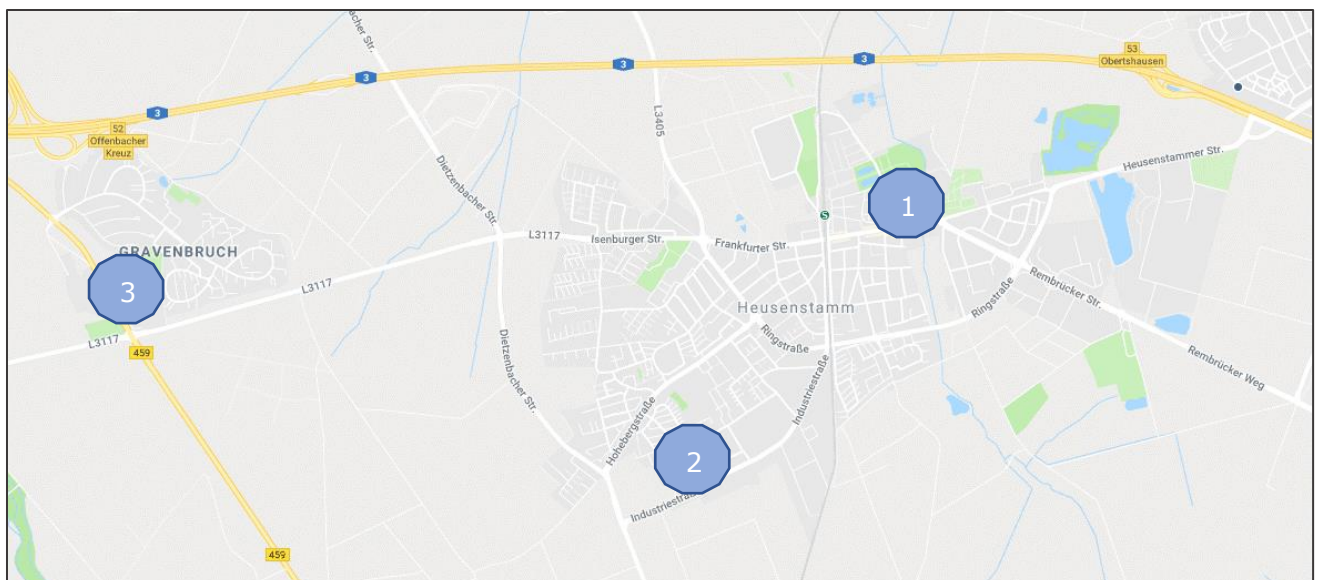 acher Str.
3
3
3
3
53
Obertshausen
52
Offenbacher
Kreuz
L3405
Dietzenbacher Str.
Heusenstammer Str.
1
S
L3117
Isenburger Str.
Frankfurter Str.
GRAVENBRUCH
3
L3117
L3117
459
Heusenstamm
Rembrücker Str.
Ringstraße
Ringstraße
Rembrücker Weg
Dietzenbacher Str.
Industriestraße
Hohebergstraße
2
Industriestraß
459